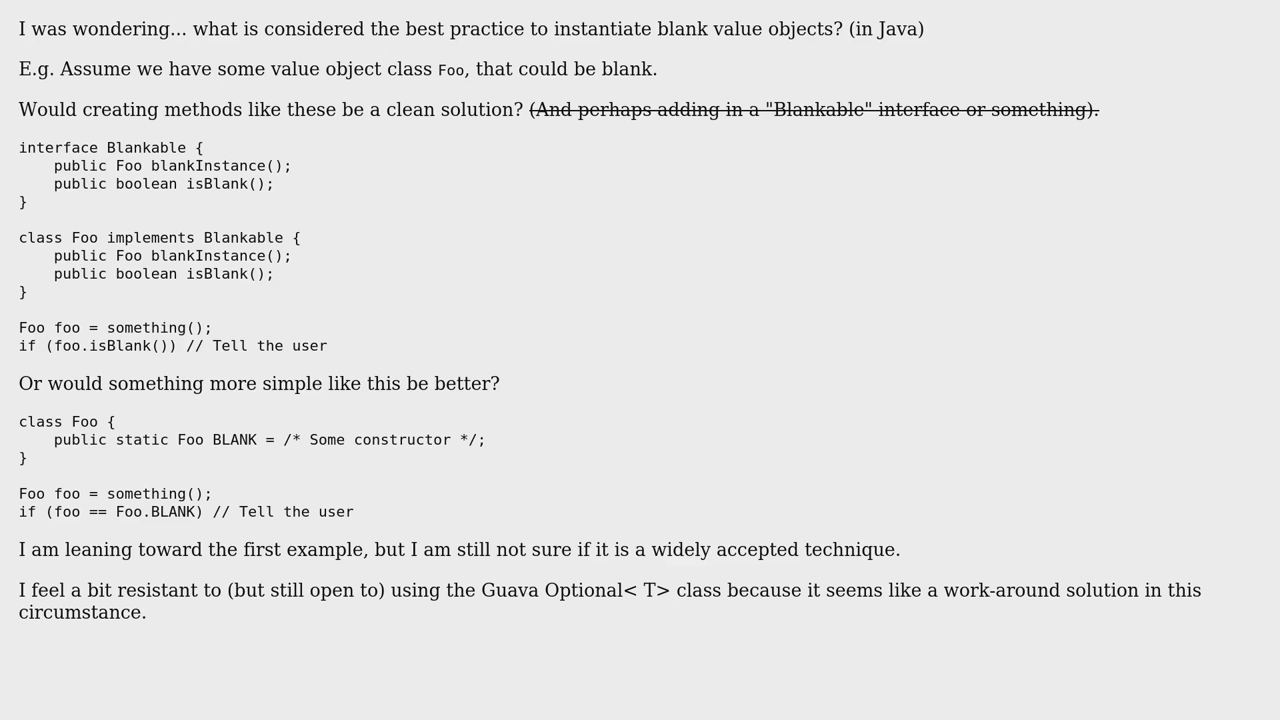 I was wondering... what is considered the best practice to instantiate blank value objects? (in Java)
E.g. Assume we have some value object class Foo, that could be blank.
Would creating methods like these be a clean solution? (And perhaps adding in a "Blankable" interface or something).
interface Blankable {
    public Foo blankInstance();
    public boolean isBlank();
}
class Foo implements Blankable {
    public Foo blankInstance();
    public boolean isBlank();
}
Foo foo = something();
if (foo.isBlank()) // Tell the user
Or would something more simple like this be better?
class Foo {
    public static Foo BLANK = /* Some constructor */;
}
Foo foo = something();
if (foo == Foo.BLANK) // Tell the user
I am leaning toward the first example, but I am still not sure if it is a widely accepted technique.
I feel a bit resistant to (but still open to) using the Guava Optional< T> class because it seems like a work-around solution in this
circumstance.